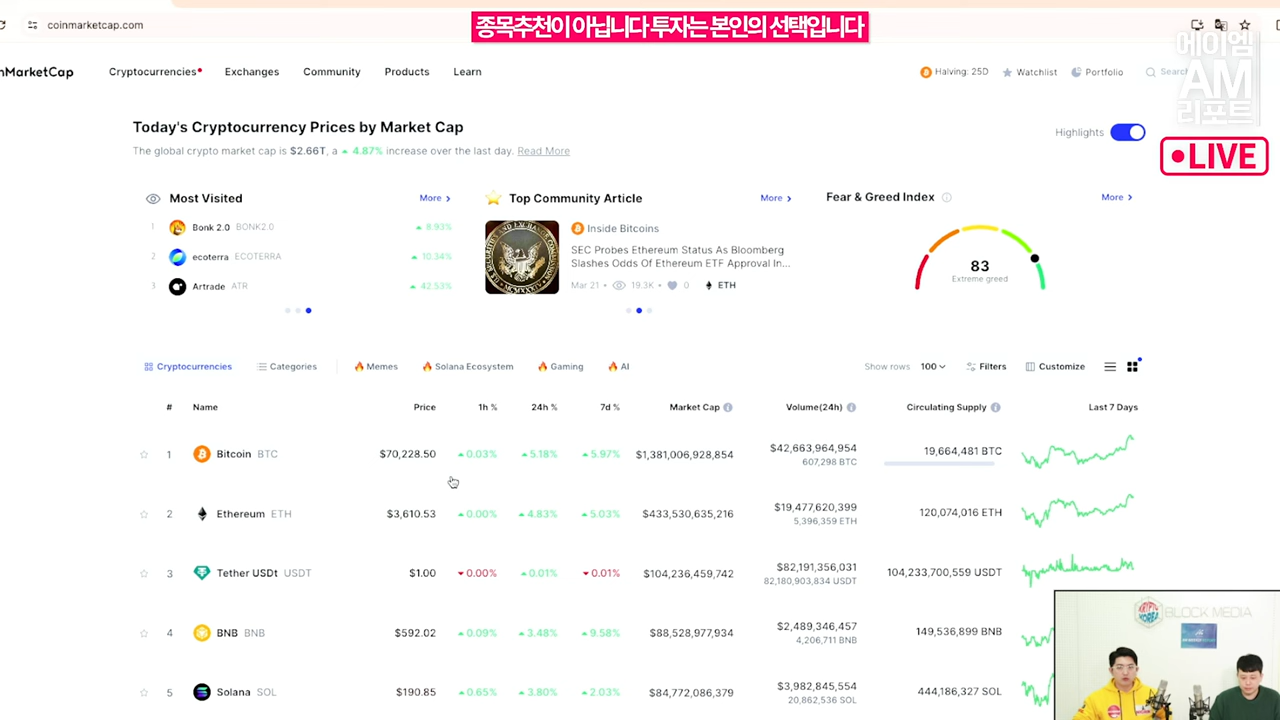 coinmarketcap.com
종목추천이 아닙니다 투자는 본인의 선택입니다
에이엠
AM
리포트
LIVE
nMarketCap
Cryptocurrencies
Exchanges
Community
Products
Learn
Halving: 25D
Watchlist
Portfolio
Search
Today's Cryptocurrency Prices by Market Cap
The global crypto market cap is $2.66T, a 4.87% increase over the last day. Read More
Highlights
Most Visited
More
1 Bonk 2.0 BONK2.0 8.93%
2 ecoterra ECOTERRA 10.34%
3 Artrade ATR 42.53%
Top Community Article
More
Inside Bitcoins
SEC Probes Ethereum Status As Bloomberg
Slashes Odds Of Ethereum ETF Approval In...
Mar 21 • 19.3K • 0 ETH
Fear & Greed Index
More
83
Extreme greed
Cryptocurrencies
Categories
Memes
Solana Ecosystem
Gaming
AI
Show rows 100
Filters
Customize
# Name Price 1h % 24h % 7d % Market Cap Volume(24h) Circulating Supply Last 7 Days
1 Bitcoin BTC $70,228.50 0.03% 5.18% 5.97% $1,381,006,928,854 $42,663,964,954 19,664,481 BTC
607,298 BTC
2 Ethereum ETH $3,610.53 0.00% 4.83% 5.03% $433,530,635,216 $19,477,620,399 120,074,016 ETH
5,396,359 ETH
3 Tether USDt USDT $1.00 0.00% 0.01% 0.01% $104,236,459,742 $82,191,356,031 104,233,700,559 USDT
82,180,903,834 USDT
4 BNB BNB $592.02 0.09% 3.48% 9.58% $88,528,977,934 $2,489,346,457 149,536,899 BNB
4,206,711 BNB
5 Solana SOL $190.85 0.65% 3.80% 2.03% $84,772,086,379 $3,982,845,554 444,186,327 SOL
20,862,536 SOL
BLOCK MEDIA